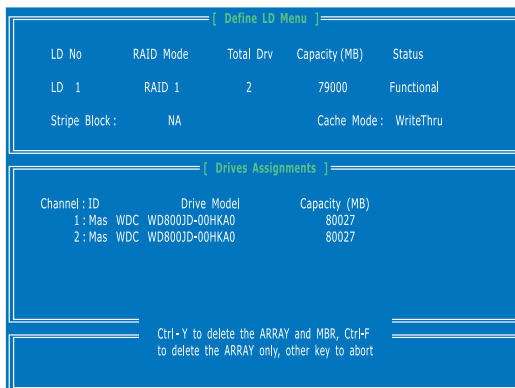 [ Define LD Menu ]
LD No RAID Mode Total Drv Capacity (MB) Status
LD 1 RAID 1 2 79000 Functional
Stripe Block : NA Cache Mode : WriteThru
[ Drives Assignments ]
Channel : ID Drive Model Capacity (MB)
1 : Mas WDC WD800JD-00HKA0 80027
2 : Mas WDC WD800JD-00HKA0 80027
Ctrl - Y to delete the ARRAY and MBR, Ctrl-F
to delete the ARRAY only, other key to abort